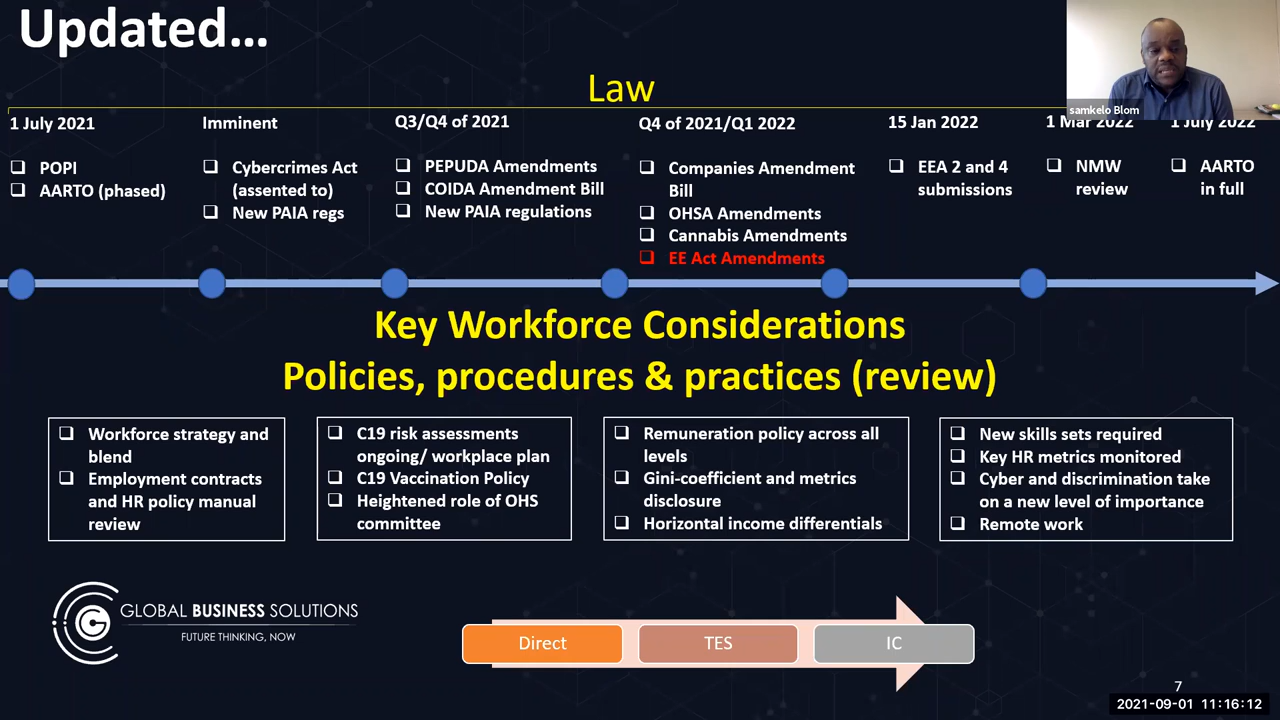 Updated...
Law
samkelo Blom
1 July 2021
POPI
AARTO (phased)
Imminent
Cybercrimes Act
(assented to)
New PAIA regs
Q3/Q4 of 2021
PEPUDA Amendments
COIDA Amendment Bill
New PAIA regulations
Q4 of 2021/Q1 2022
Companies Amendment
Bill
OHSA Amendments
Cannabis Amendments
EE Act Amendments
15 Jan 2022
EEA 2 and 4
submissions
1 Mar 2022
NMW
review
1 July 2022
AARTO
in full
Key Workforce Considerations
Policies, procedures & practices (review)
Workforce strategy and
blend
Employment contracts
and HR policy manual
review
C19 risk assessments
ongoing/ workplace plan
C19 Vaccination Policy
Heightened role of OHS
committee
Remuneration policy across all
levels
Gini-coefficient and metrics
disclosure
Horizontal income differentials
New skills sets required
Key HR metrics monitored
Cyber and discrimination take
on a new level of importance
Remote work
GLOBAL BUSINESS SOLUTIONS
FUTURE THINKING, NOW
Direct
TES
IC
7
2021-09-01 11:16:12